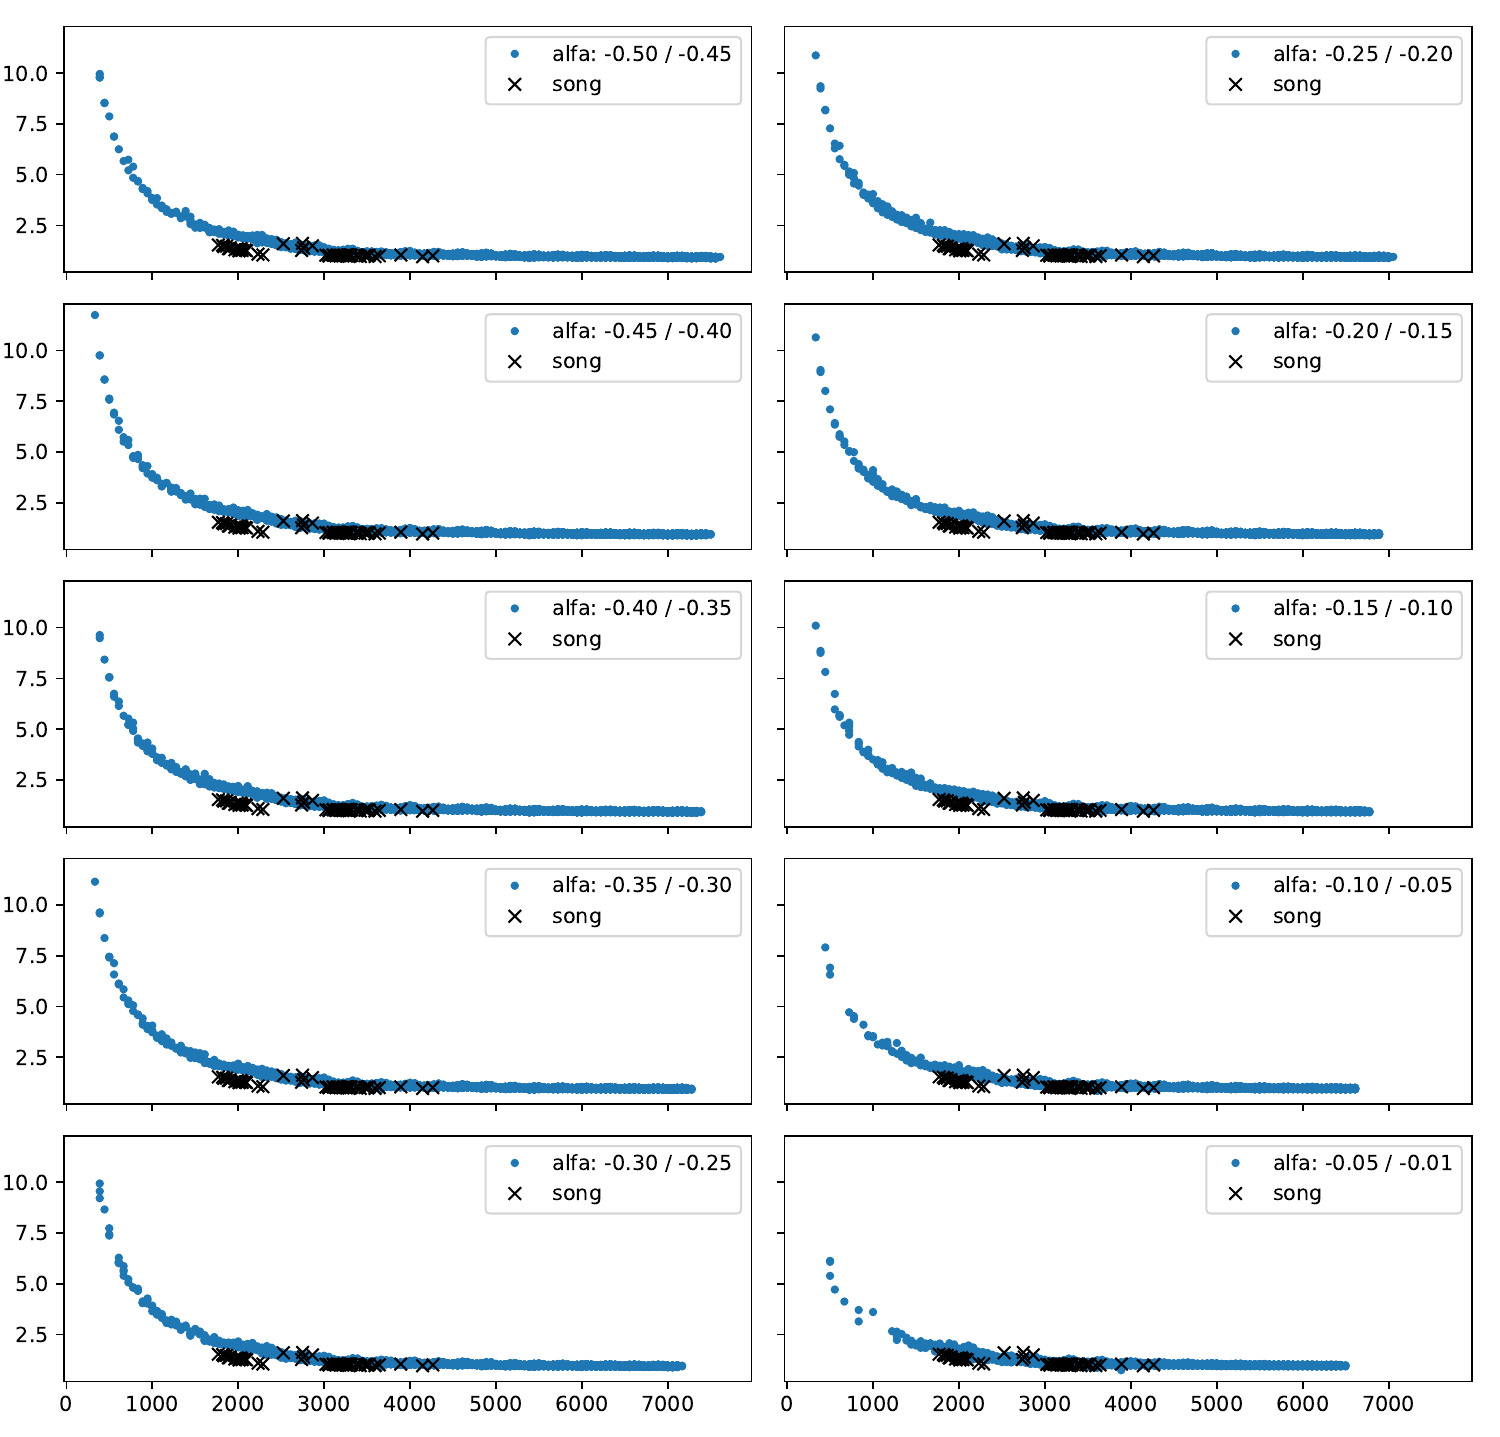 10.0
7.5
5.0
2.5
alfa: -0.50 / -0.45
song
alfa: -0.25 / -0.20
song
10.0
7.5
5.0
2.5
alfa: -0.45 / -0.40
song
alfa: -0.20 / -0.15
song
10.0
7.5
5.0
2.5
alfa: -0.40 / -0.35
song
alfa: -0.15 / -0.10
song
10.0
7.5
5.0
2.5
alfa: -0.35 / -0.30
song
alfa: -0.10 / -0.05
song
10.0
7.5
5.0
2.5
alfa: -0.30 / -0.25
song
alfa: -0.05 / -0.01
song
0 1000 2000 3000 4000 5000 6000 7000
0 1000 2000 3000 4000 5000 6000 7000